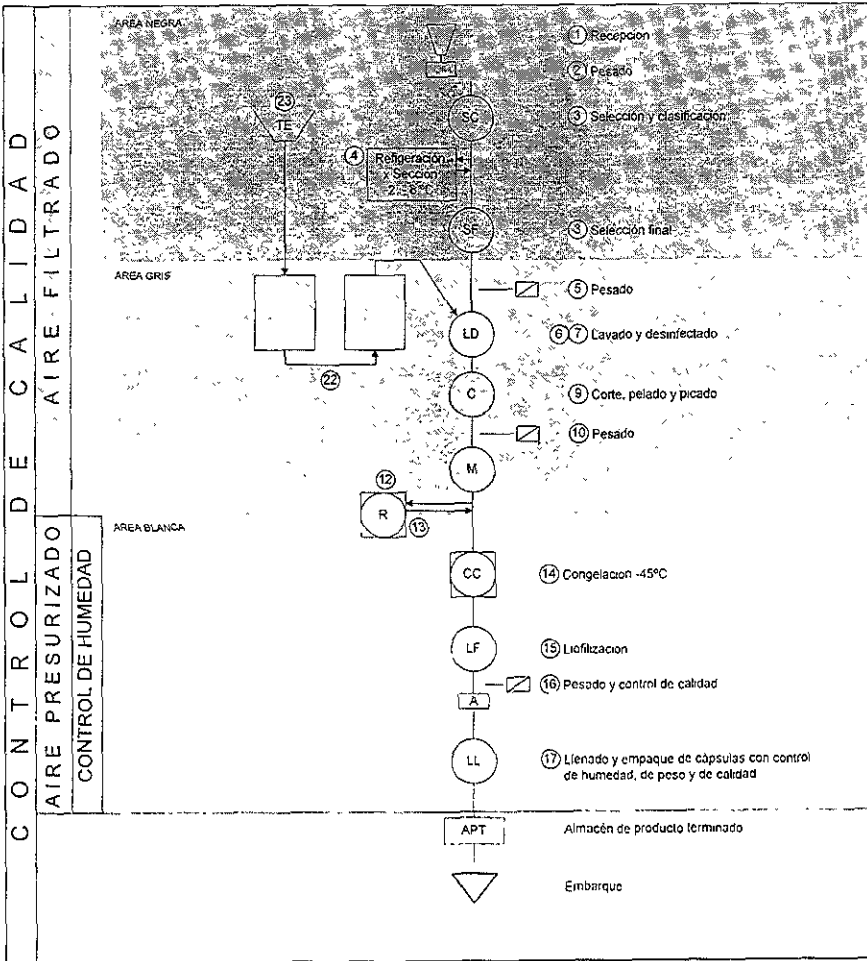 CONTROL DE CALIDAD
AIRE FILTRADO
AIRE PRESURIZADO
CONTROL DE HUMEDAD
AREA NEGRA
1 Recepcion
2 Pesado
23
TE
SC
3 Selección y clasificación
4
Refigeración
x Sección
2 - 8°C
SF
3 Selección final
AREA GRIS
5 Pesado
LD
6 7 Lavado y desinfectado
22
C
9 Corte, pelado y picado
10 Pesado
M
12
R
13
AREA BLANCA
CC
14 Congelacion -45°C
LF
15 Liofilizacion
16 Pesado y control de calidad
A
LL
17 Llenado y empaque de cápsulas con control
de humedad, de peso y de calidad
APT
Almacén de producto terminado
Embarque